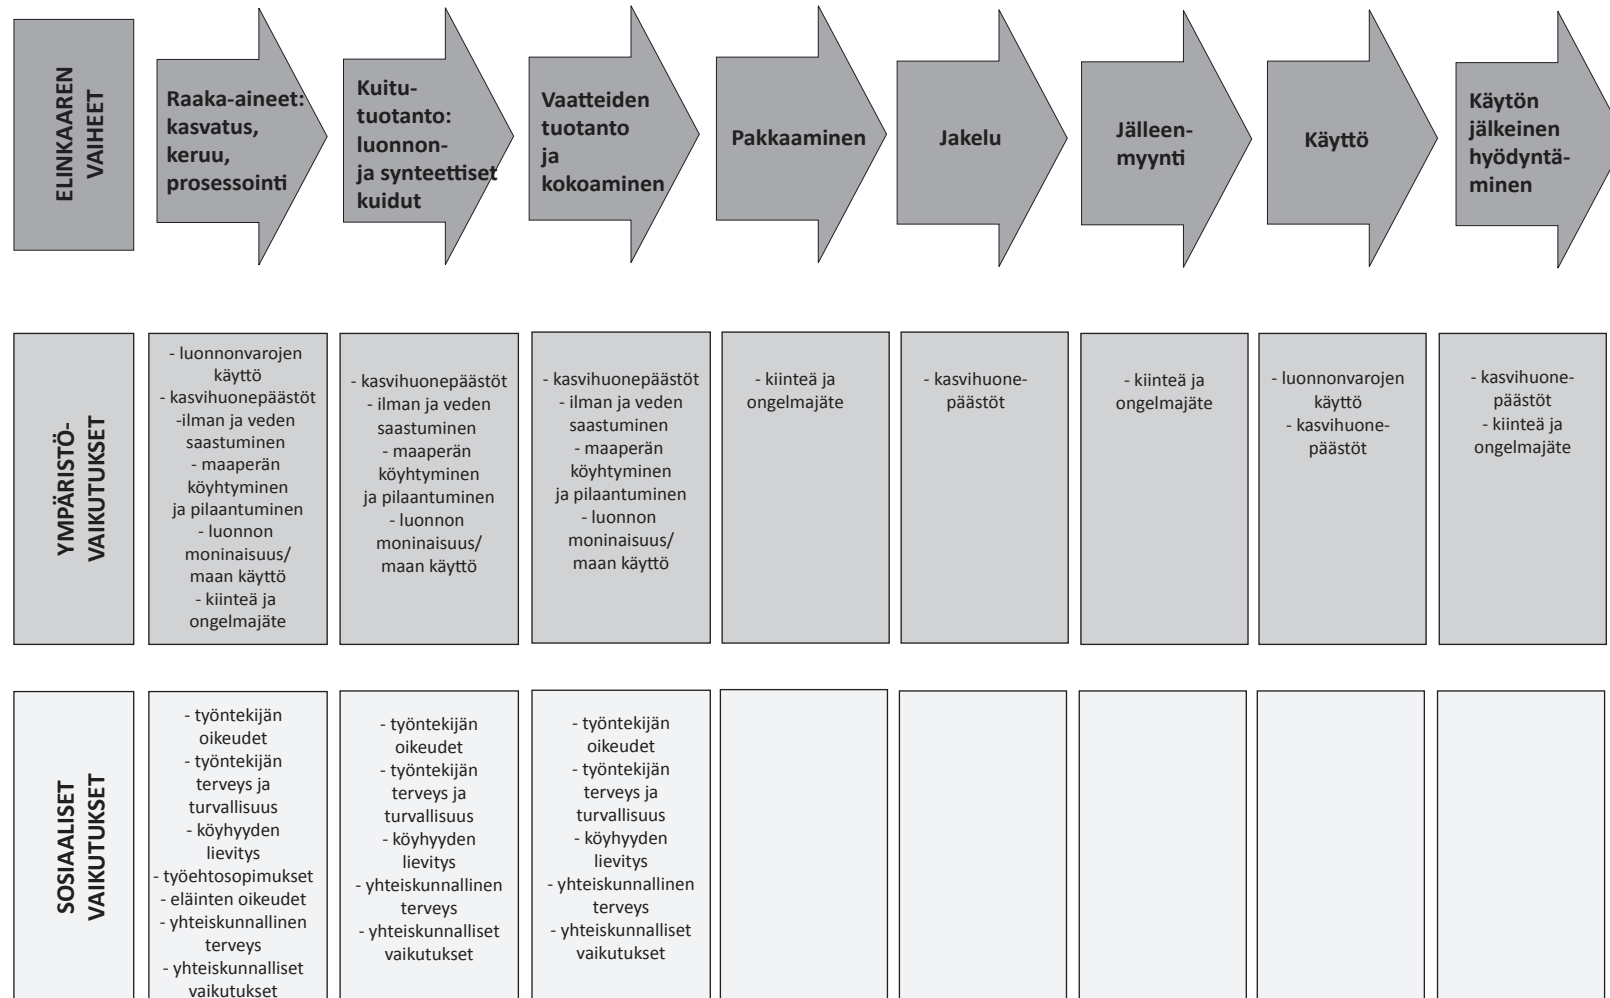 ELINKAAREN
VAIHEET
Raaka-aineet:
kasvatus,
keruu,
prosessointi
Kuitu-
tuotanto:
luonnon-
ja synteettiset
kuidut
Vaatteiden
tuotanto
ja
kokoaminen
Pakkaaminen
Jakelu
Jälleen-
myynti
Käyttö
Käytön
jälkeinen
hyödyntä-
minen
YMPÄRISTÖ-
VAIKUTUKSET
- luonnonvarojen
käyttö
- kasvihuonepäästöt
-ilman ja veden
saastuminen
- maaperän
köyhtyminen
ja pilaantuminen
- luonnon
moninaisuus/
maan käyttö
- kiinteä ja
ongelmajäte
- kasvihuonepäästöt
- ilman ja veden
saastuminen
- maaperän
köyhtyminen
ja pilaantuminen
- luonnon
moninaisuus/
maan käyttö
- kasvihuonepäästöt
- ilman ja veden
saastuminen
- maaperän
köyhtyminen
ja pilaantuminen
- luonnon
moninaisuus/
maan käyttö
- kiinteä ja
ongelmajäte
- kasvihuone-
päästöt
- kiinteä ja
ongelmajäte
- luonnonvarojen
käyttö
- kasvihuone-
päästöt
- kasvihuone-
päästöt
- kiinteä ja
ongelmajäte
SOSIAALISET
VAIKUTUKSET
- työntekijän
oikeudet
- työntekijän
terveys ja
turvallisuus
- köyhyyden
lievitys
- työehtosopimukset
- eläinten oikeudet
- yhteiskunnallinen
terveys
- yhteiskunnalliset
vaikutukset
- työntekijän
oikeudet
- työntekijän
terveys ja
turvallisuus
- köyhyyden
lievitys
- yhteiskunnallinen
terveys
- yhteiskunnalliset
vaikutukset
- työntekijän
oikeudet
- työntekijän
terveys ja
turvallisuus
- köyhyyden
lievitys
- yhteiskunnallinen
terveys
- yhteiskunnalliset
vaikutukset